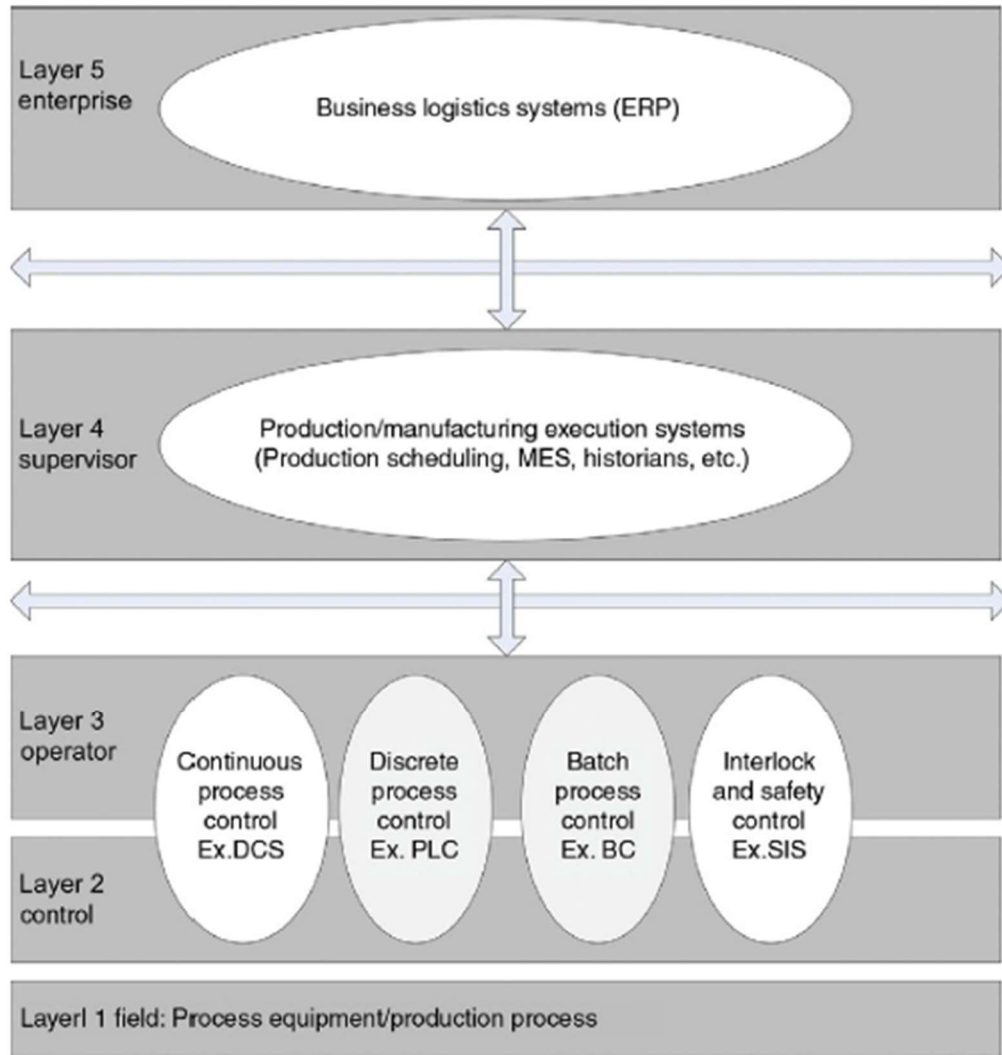 Layer 5
enterprise
Business logistics systems (ERP)
Layer 4
supervisor
Production/manufacturing execution systems
(Production scheduling, MES, historians, etc.)
Layer 3
operator
Continuous
process
control
Ex.DCS
Discrete
process
control
Ex. PLC
Batch
process
control
Ex. BC
Interlock
and safety
control
Ex.SIS
Layer 2
control
Layerl 1 field: Process equipment/production process